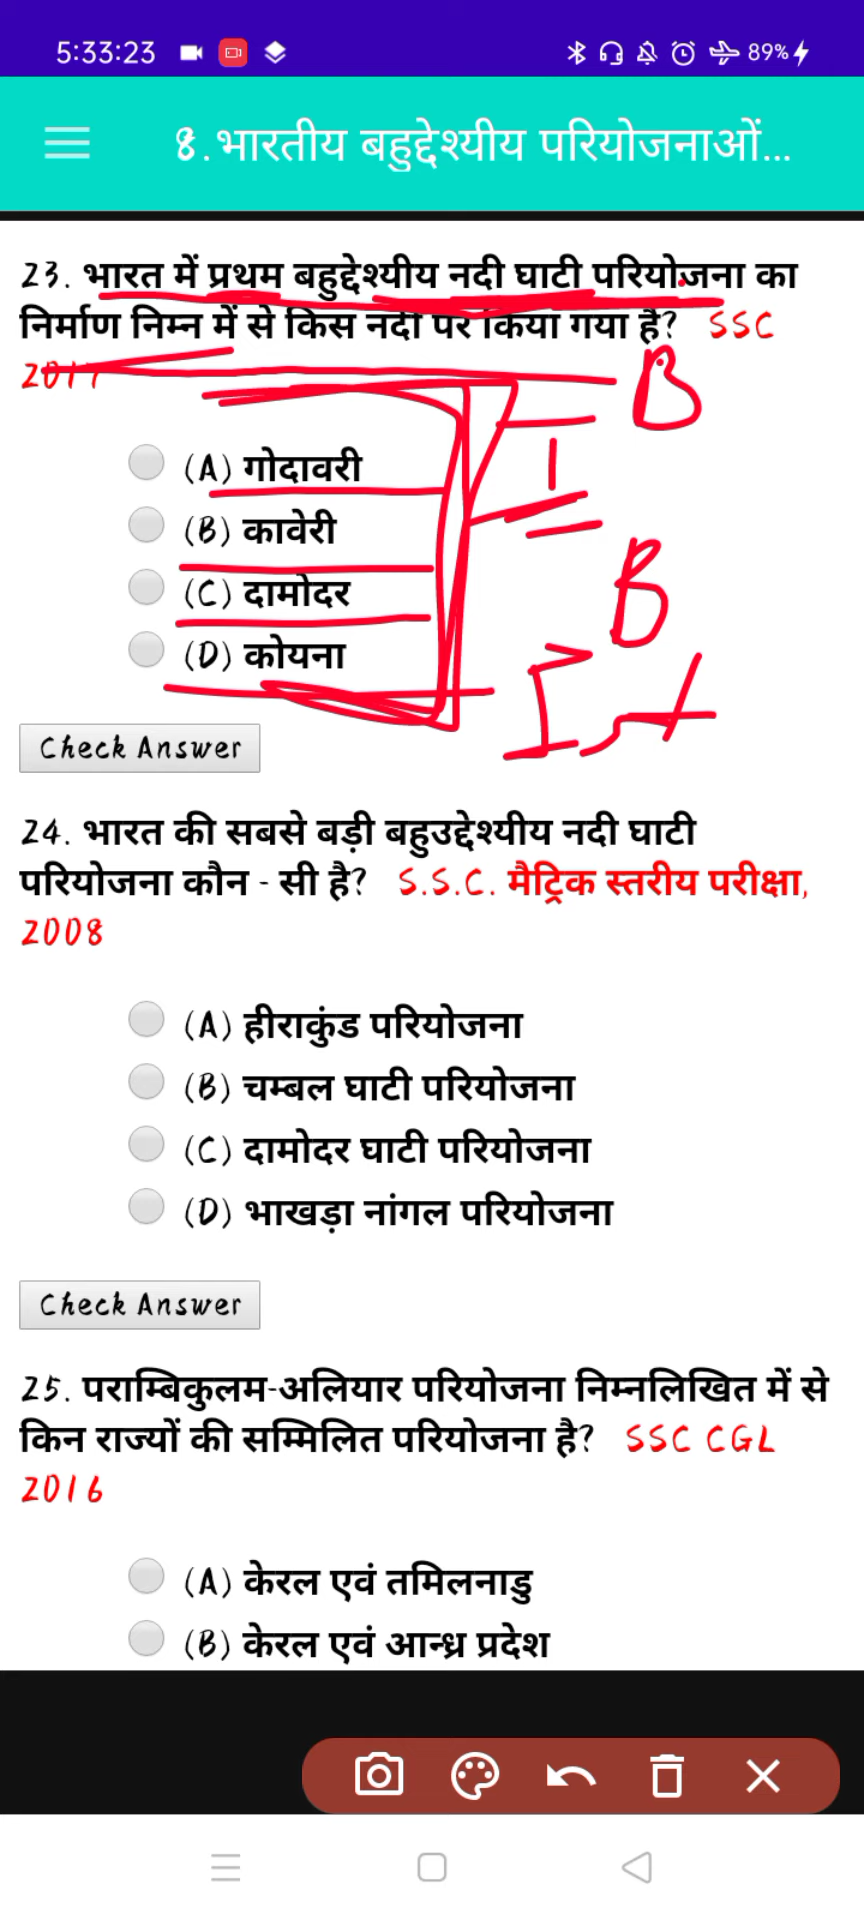 5:33:23
89%
8.भारतीय बहुद्देश्यीय परियोजनाओं...
23. भारत में प्रथम बहुद्देश्यीय नदी घाटी परियोजना का
निर्माण निम्न में से किस नदी पर किया गया है? SSC
2017
B
(A) गोदावरी
I
(B) कावेरी
(C) दामोदर
B
(D) कोयना
Ist
Check Answer
24. भारत की सबसे बड़ी बहुउद्देश्यीय नदी घाटी
परियोजना कौन - सी है? S.S.C. मैट्रिक स्तरीय परीक्षा,
2008
(A) हीराकुंड परियोजना
(B) चम्बल घाटी परियोजना
(C) दामोदर घाटी परियोजना
(D) भाखड़ा नांगल परियोजना
Check Answer
25. पराम्बिकुलम-अलियार परियोजना निम्नलिखित में से
किन राज्यों की सम्मिलित परियोजना है? SSC CGL
2016
(A) केरल एवं तमिलनाडु
(B) केरल एवं आन्ध्र प्रदेश